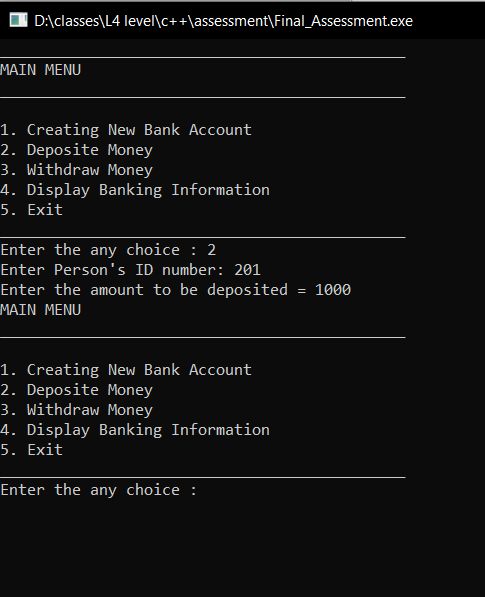 D:\classes\L4 level\c++\assessment\Final_Assessment.exe
MAIN MENU
1. Creating New Bank Account
2. Deposite Money
3. Withdraw Money
4. Display Banking Information
5. Exit
Enter the any choice : 2
Enter Person's ID number: 201
Enter the amount to be deposited = 1000
MAIN MENU
1. Creating New Bank Account
2. Deposite Money
3. Withdraw Money
4. Display Banking Information
5. Exit
Enter the any choice :